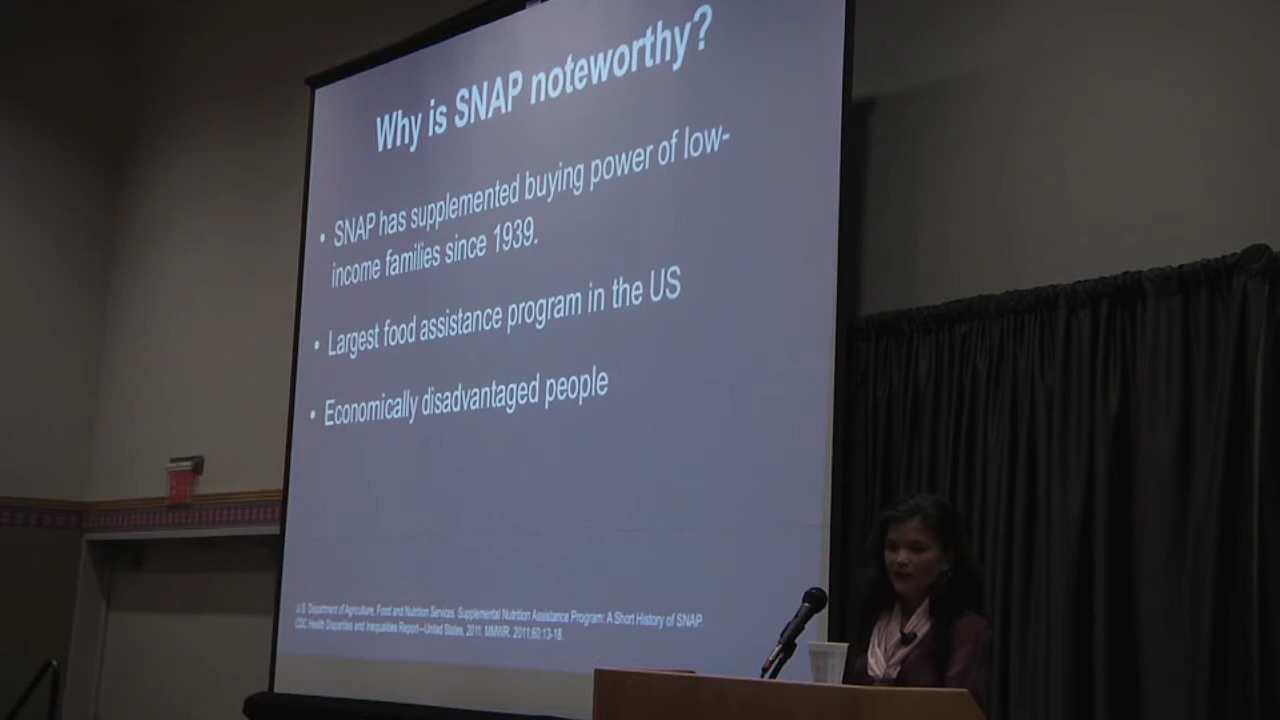 Why is SNAP noteworthy?
• SNAP has supplemented buying power of low-
income families since 1939.
• Largest food assistance program in the US
• Economically disadvantaged people
U.S. Department of Agriculture, Food and Nutrition Services. Supplemental Nutrition Assistance Program: A Short History of SNAP.
CDC Health Disparities and Inequalities Report—United States, 2011. MMWR. 2011;60:13-18.